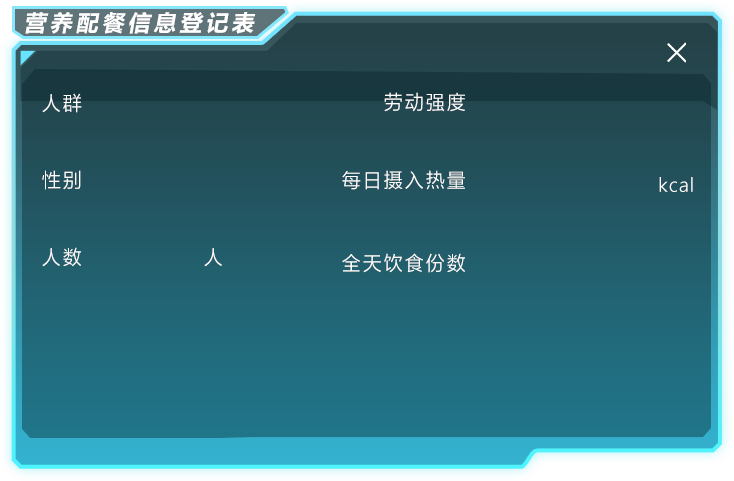 营养配餐信息登记表
人群 劳动强度
性别 每日摄入热量 kcal
人数 人 全天饮食份数